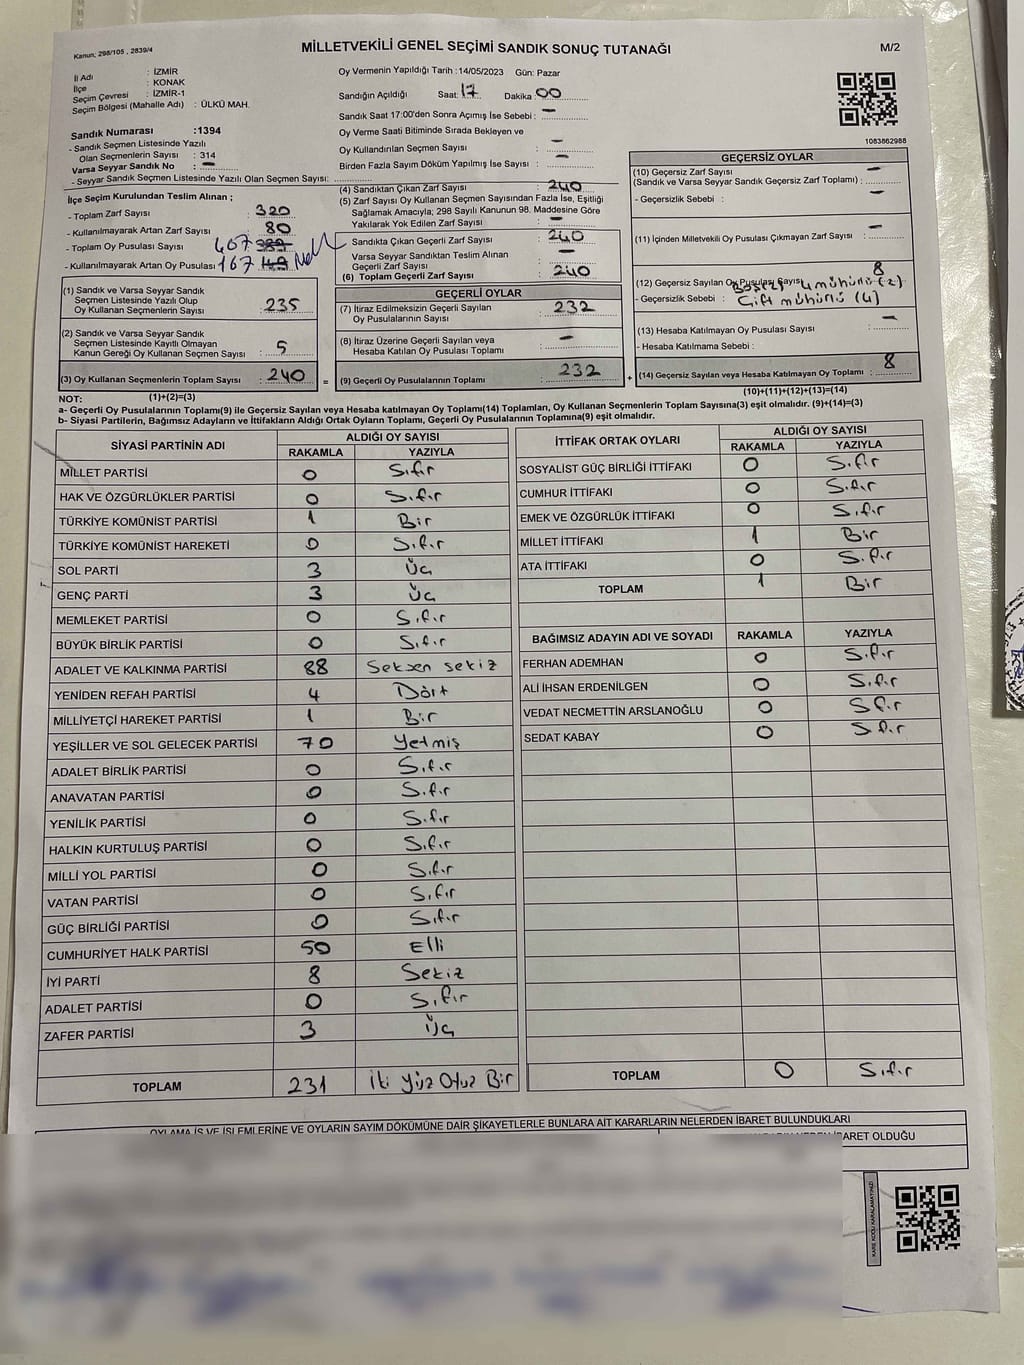 Kanun; 298/105 , 2839/4
MİLLETVEKİLİ GENEL SEÇİMİ SANDIK SONUÇ TUTANAĞI
M/2
İl Adı : İZMİR
İlçe : KONAK
Seçim Çevresi : İZMİR-1
Seçim Bölgesi (Mahalle Adı) : ÜLKÜ MAH.
Sandık Numarası :1394
- Sandık Seçmen Listesinde Yazılı
Olan Seçmenlerin Sayısı : 314
Varsa Seyyar Sandık No : —
- Seyyar Sandık Seçmen Listesinde Yazılı Olan Seçmen Sayısı:
Oy Vermenin Yapıldığı Tarih :14/05/2023 Gün: Pazar
Sandığın Açıldığı Saat: 17 Dakika 00
Sandık Saat 17:00'den Sonra Açımış İse Sebebi : —
Oy Verme Saati Bitiminde Sırada Bekleyen ve
Oy Kullandırılan Seçmen Sayısı : —
Birden Fazla Sayım Döküm Yapılmış İse Sayısı : —
1083862988
İlçe Seçim Kurulundan Teslim Alınan ;
- Toplam Zarf Sayısı : 320
- Kullanılmayarak Artan Zarf Sayısı : 80
- Toplam Oy Pusulası Sayısı 407
- Kullanılmayarak Artan Oy Pusulası 167
(1) Sandık ve Varsa Seyyar Sandık
Seçmen Listesinde Yazılı Olup
Oy Kullanan Seçmenlerin Sayısı : 235
(2) Sandık ve Varsa Seyyar Sandık
Seçmen Listesinde Kayıtlı Olmayan
Kanun Gereği Oy Kullanan Seçmen Sayısı : 5
(3) Oy Kullanan Seçmenlerin Toplam Sayısı : 240
(4) Sandıktan Çıkan Zarf Sayısı : 240
(5) Zarf Sayısı Oy Kullanan Seçmen Sayısından Fazla İse, Eşitliği
Sağlamak Amacıyla; 298 Sayılı Kanunun 98. Maddesine Göre
Yakılarak Yok Edilen Zarf Sayısı : —
Sandıkta Çıkan Geçerli Zarf Sayısı : 240
Varsa Seyyar Sandıktan Teslim Alınan
Geçerli Zarf Sayısı : —
(6) Toplam Geçerli Zarf Sayısı : 240
GEÇERLİ OYLAR
(7) İtiraz Edilmeksizin Geçerli Sayılan
Oy Pusulalarının Sayısı : 232
(8) İtiraz Üzerine Geçerli Sayılan veya
Hesaba Katılan Oy Pusulası Toplamı : —
= (9) Geçerli Oy Pusulalarının Toplamı : 232
GEÇERSİZ OYLAR
(10) Geçersiz Zarf Sayısı
(Sandık ve Varsa Seyyar Sandık Geçersiz Zarf Toplamı) : —
- Geçersizlik Sebebi : —
(11) İçinden Milletvekili Oy Pusulası Çıkmayan Zarf Sayısı : —
(12) Geçersiz Sayılan Oy Pusulası Sayısı 8
- Geçersizlik Sebebi : mühürlü (2)
Çift mühürlü (4)
(13) Hesaba Katılmayan Oy Pusulası Sayısı : —
- Hesaba Katılmama Sebebi :
+ (14) Geçersiz Sayılan veya Hesaba Katılmayan Oy Toplamı : 8
NOT: (1)+(2)=(3)
(10)+(11)+(12)+(13)=(14)
a- Geçerli Oy Pusulalarının Toplamı(9) ile Geçersiz Sayılan veya Hesaba katılmayan Oy Toplamı(14) Toplamları, Oy Kullanan Seçmenlerin Toplam Sayısına(3) eşit olmalıdır. (9)+(14)=(3)
b- Siyasi Partilerin, Bağımsız Adayların ve İttifakların Aldığı Ortak Oyların Toplamı, Geçerli Oy Pusulalarının Toplamına(9) eşit olmalıdır.
SİYASİ PARTİNİN ADI ALDIĞI OY SAYISI
RAKAMLA YAZIYLA
MİLLET PARTİSİ 0 Sıfır
HAK VE ÖZGÜRLÜKLER PARTİSİ 0 Sıfır
TÜRKİYE KOMÜNİST PARTİSİ 1 Bir
TÜRKİYE KOMÜNİST HAREKETİ 0 Sıfır
SOL PARTİ 3 Üç
GENÇ PARTİ 3 Üç
MEMLEKET PARTİSİ 0 Sıfır
BÜYÜK BİRLİK PARTİSİ 0 Sıfır
ADALET VE KALKINMA PARTİSİ 88 Seksen sekiz
YENİDEN REFAH PARTİSİ 4 Dört
MİLLİYETÇİ HAREKET PARTİSİ 1 Bir
YEŞİLLER VE SOL GELECEK PARTİSİ 70 Yetmiş
ADALET BİRLİK PARTİSİ 0 Sıfır
ANAVATAN PARTİSİ 0 Sıfır
YENİLİK PARTİSİ 0 Sıfır
HALKIN KURTULUŞ PARTİSİ 0 Sıfır
MİLLİ YOL PARTİSİ 0 Sıfır
VATAN PARTİSİ 0 Sıfır
GÜÇ BİRLİĞİ PARTİSİ 0 Sıfır
CUMHURİYET HALK PARTİSİ 50 Elli
İYİ PARTİ 8 Sekiz
ADALET PARTİSİ 0 Sıfır
ZAFER PARTİSİ 3 Üç
TOPLAM 231 İki Yüz Otuz Bir
İTTİFAK ORTAK OYLARI ALDIĞI OY SAYISI
RAKAMLA YAZIYLA
SOSYALİST GÜÇ BİRLİĞİ İTTİFAKI 0 Sıfır
CUMHUR İTTİFAKI 0 Sıfır
EMEK VE ÖZGÜRLÜK İTTİFAKI 0 Sıfır
MİLLET İTTİFAKI 1 Bir
ATA İTTİFAKI 0 Sıfır
TOPLAM 1 Bir
BAĞIMSIZ ADAYIN ADI VE SOYADI RAKAMLA YAZIYLA
FERHAN ADEMHAN 0 Sıfır
ALİ İHSAN ERDENİLGEN 0 Sıfır
VEDAT NECMETTİN ARSLANOĞLU 0 Sıfır
SEDAT KABAY 0 Sıfır
TOPLAM 0 Sıfır
OYLAMA İŞ VE İŞLEMLERİNE VE OYLARIN SAYIM DÖKÜMÜNE DAİR ŞİKAYETLERLE BUNLARA AİT KARARLARIN NELERDEN İBARET BULUNDUKLARI
İBARET OLDUĞU
KARE KODU KARALAMAYINIZ!